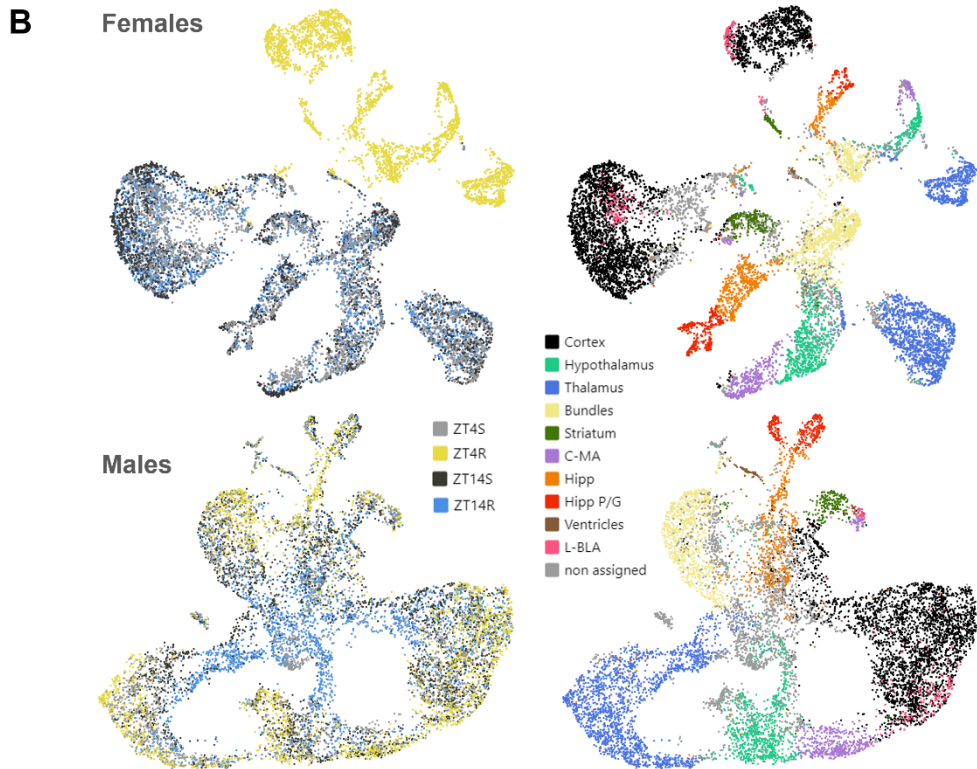 B
Females
Cortex
Hypothalamus
Thalamus
Bundles
Striatum
C-MA
Hipp
Hipp P/G
Ventricles
L-BLA
non assigned
Males
ZT4S
ZT4R
ZT14S
ZT14R